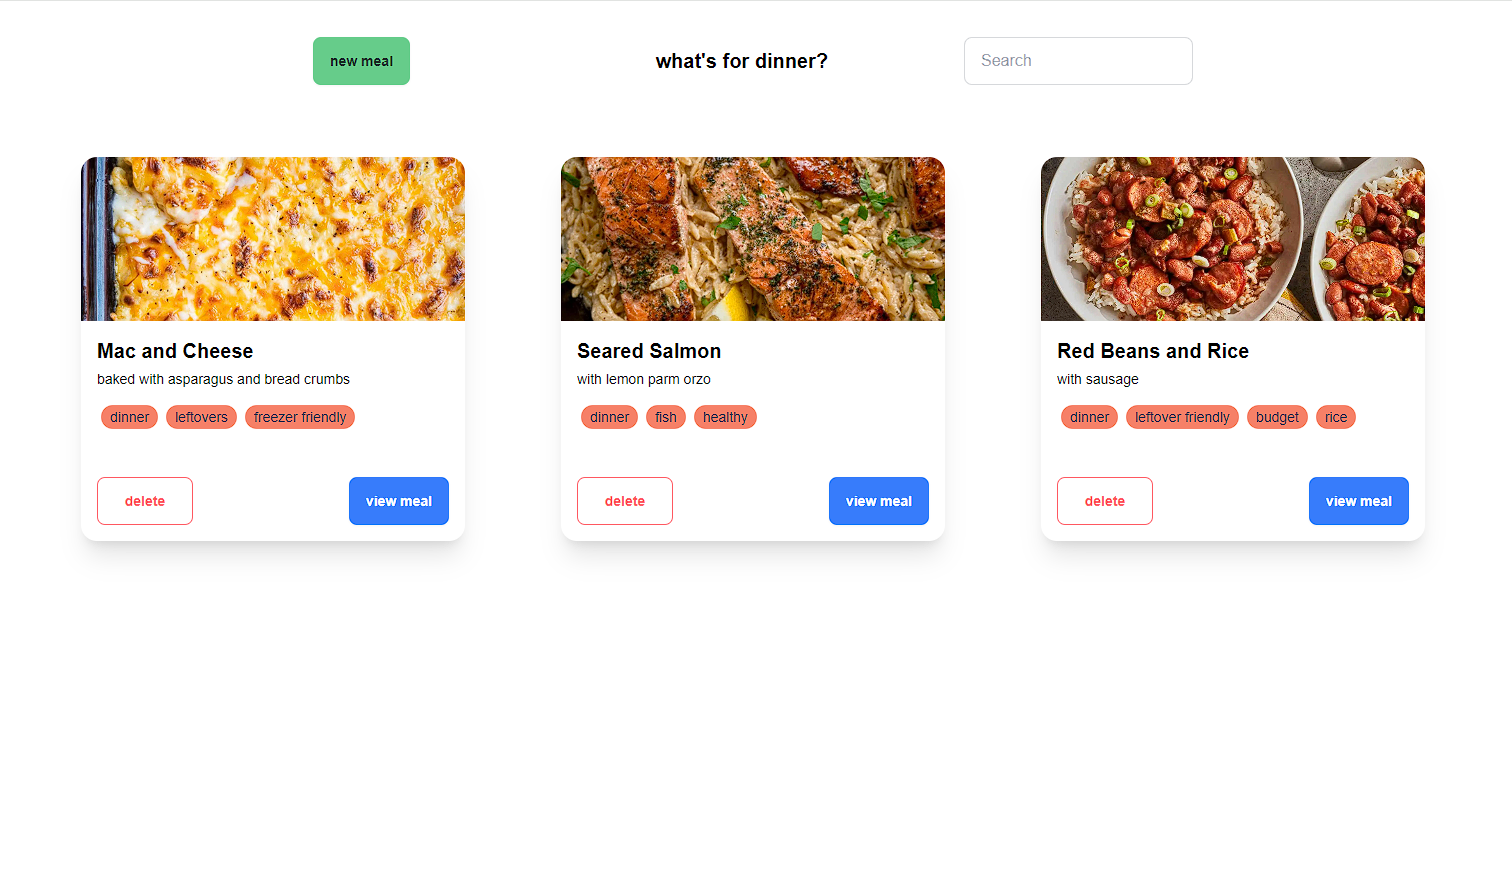 new meal
what's for dinner?
Search
Mac and Cheese
baked with asparagus and bread crumbs
dinner leftovers freezer friendly
delete view meal
Seared Salmon
with lemon parm orzo
dinner fish healthy
delete view meal
Red Beans and Rice
with sausage
dinner leftover friendly budget rice
delete view meal